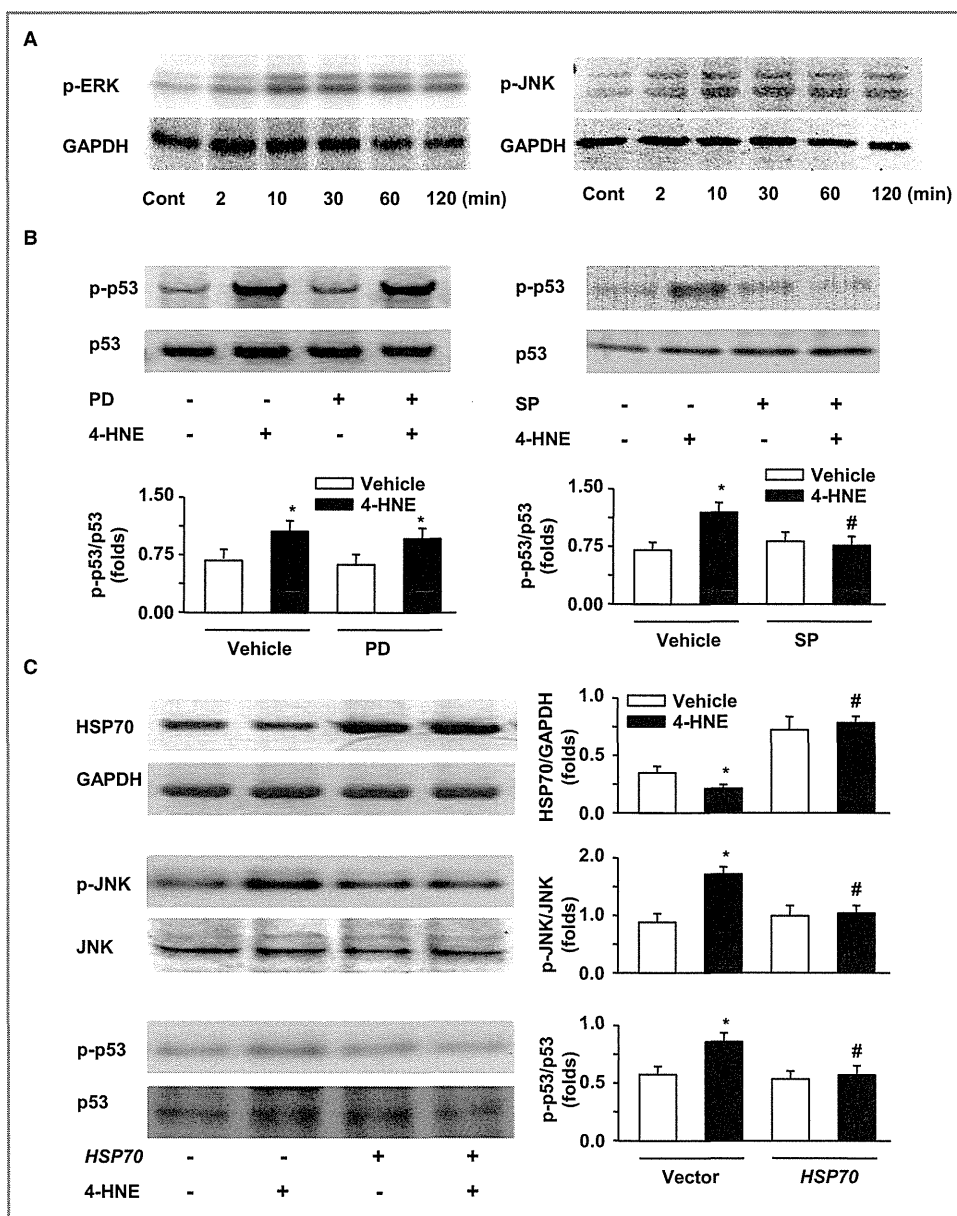 A
p-ERK
GAPDH
Cont 2 10 30 60 120 (min)
p-JNK
GAPDH
Cont 2 10 30 60 120 (min)
B
p-p53
p53
PD - - + +
4-HNE - + - +
p-p53
p53
SP - - + +
4-HNE - + - +
Vehicle
4-HNE
p-p53/p53
(folds)
1.50
0.75
0.00
* *
Vehicle PD
Vehicle
4-HNE
p-p53/p53
(folds)
1.50
0.75
0.00
* #
Vehicle SP
C
HSP70
GAPDH
p-JNK
JNK
p-p53
p53
HSP70 - - + +
4-HNE - + - +
Vehicle
4-HNE
HSP70/GAPDH
(folds)
1.0
0.5
0.0
* #
p-JNK/JNK
(folds)
2.0
1.0
0.0
* #
p-p53/p53
(folds)
1.0
0.5
0.0
* #
Vector HSP70